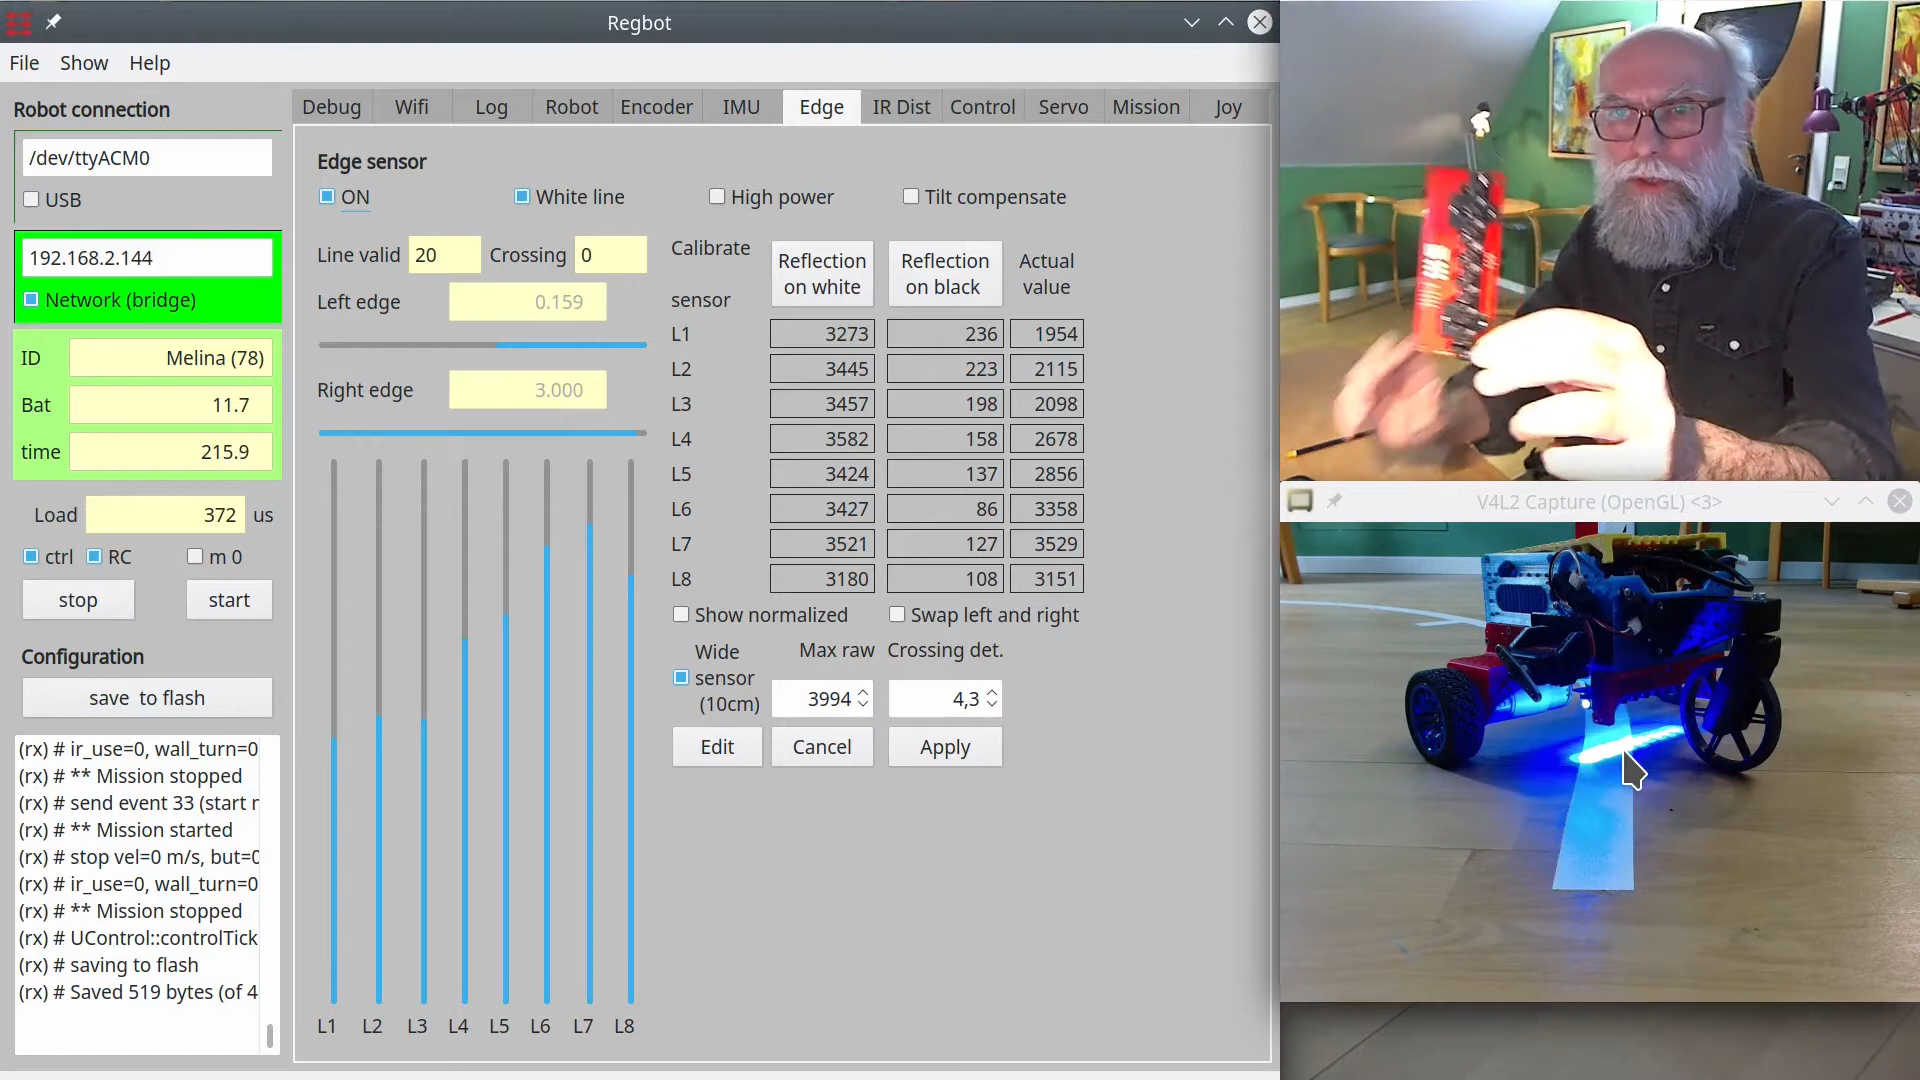 Regbot
File Show Help
Robot connection
/dev/ttyACM0
USB
192.168.2.144
Network (bridge)
ID Melina (78)
Bat 11.7
time 215.9
Load 372 us
ctrl RC m 0
stop start
Configuration
save to flash
(rx) # ir_use=0, wall_turn=0
(rx) # ** Mission stopped
(rx) # send event 33 (start r
(rx) # ** Mission started
(rx) # stop vel=0 m/s, but=0
(rx) # ir_use=0, wall_turn=0
(rx) # ** Mission stopped
(rx) # UControl::controlTick
(rx) # saving to flash
(rx) # Saved 519 bytes (of 4
Debug Wifi Log Robot Encoder IMU Edge IR Dist Control Servo Mission Joy
Edge sensor
ON White line High power Tilt compensate
Line valid 20 Crossing 0
Left edge 0.159
Right edge 3.000
L1 L2 L3 L4 L5 L6 L7 L8
Calibrate
sensor
Reflection on white
Reflection on black
Actual value
L1 3273 236 1954
L2 3445 223 2115
L3 3457 198 2098
L4 3582 158 2678
L5 3424 137 2856
L6 3427 86 3358
L7 3521 127 3529
L8 3180 108 3151
Show normalized Swap left and right
Wide sensor (10cm)
Max raw Crossing det.
3994 4,3
Edit Cancel Apply
V4L2 Capture (OpenGL) <3>